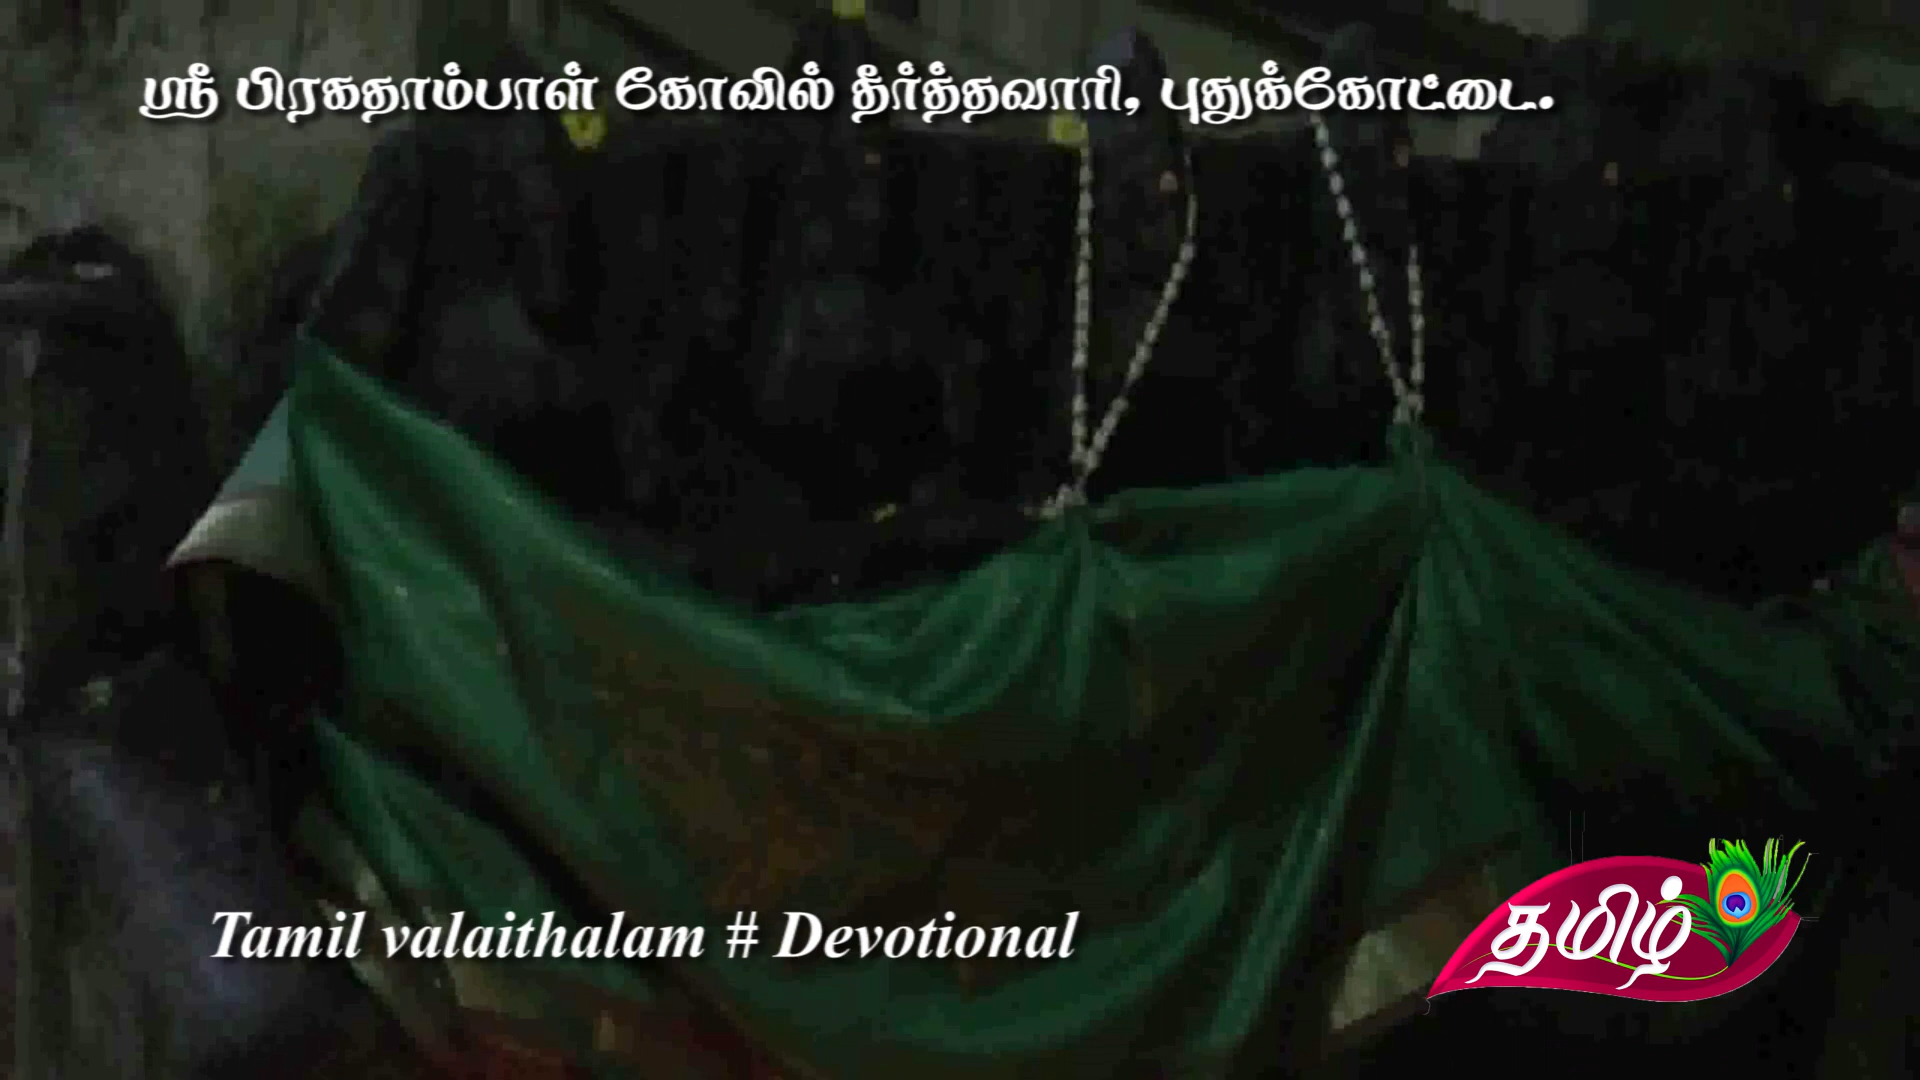 ஸ்ரீ பிரகதாம்பாள் கோவில் தீர்த்தவாரி, புதுக்கோட்டை.
Tamil valaithalam # Devotional
தமிழ்